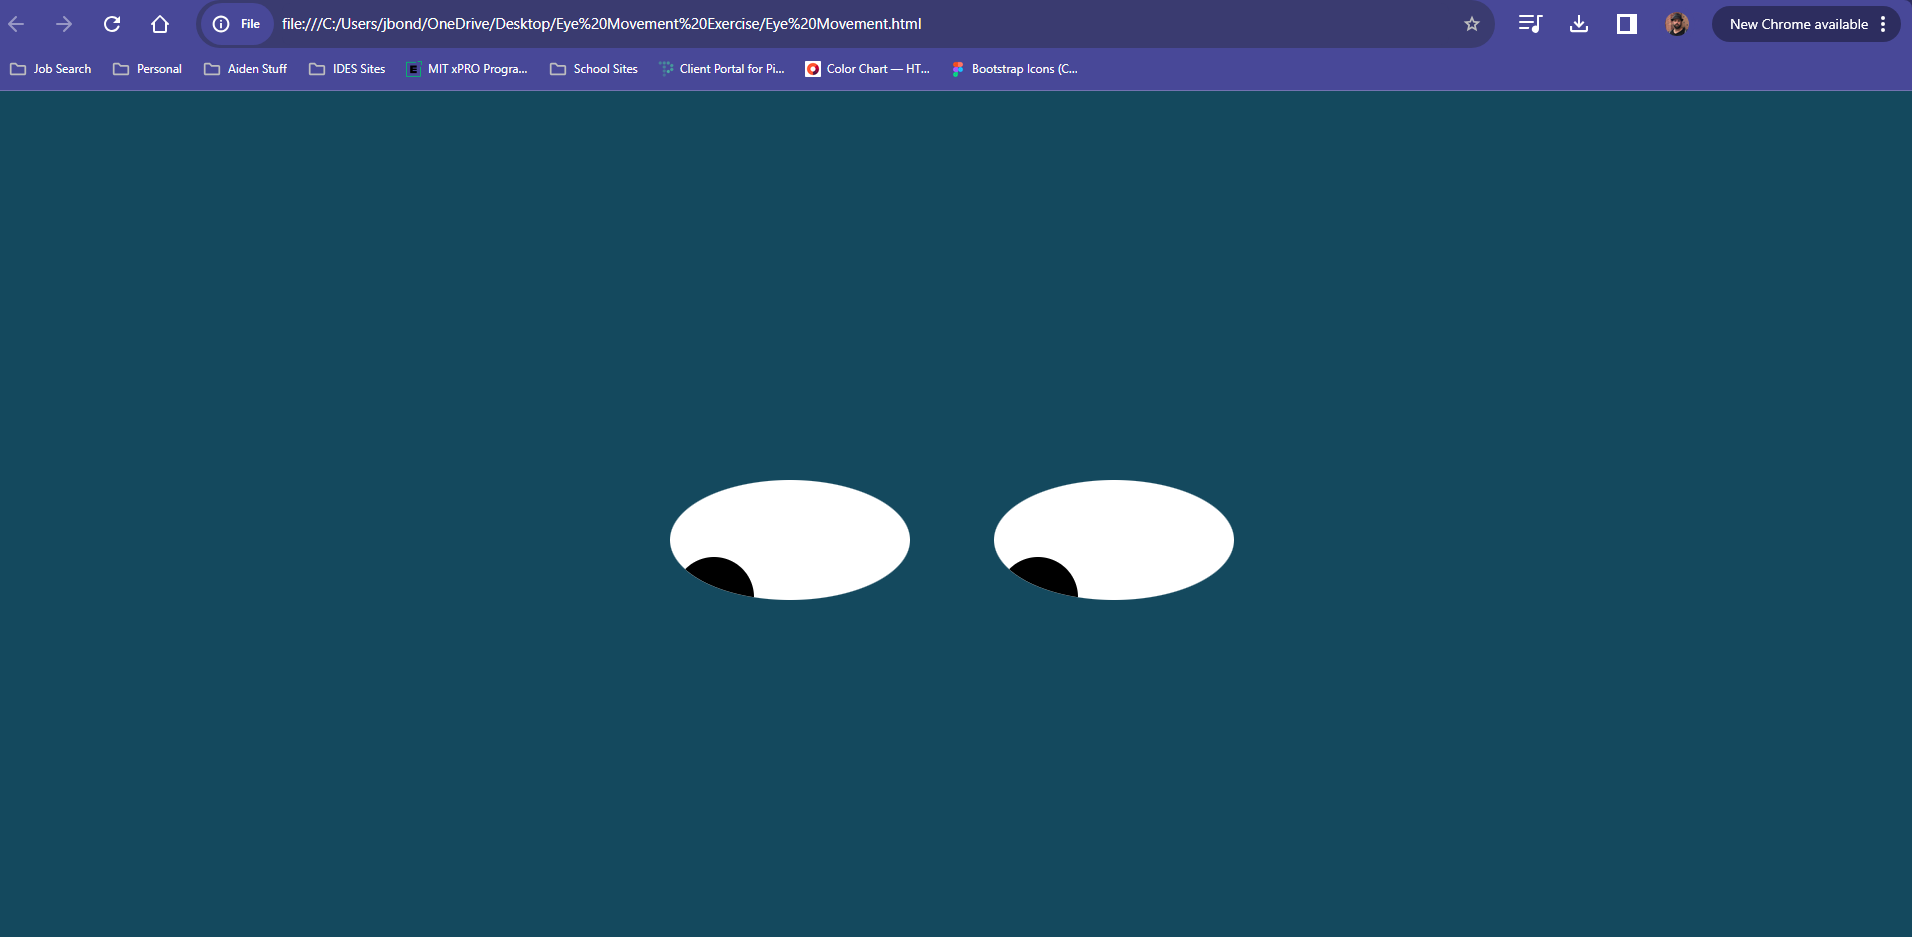 File file:///C:/Users/jbond/OneDrive/Desktop/Eye%20Movement%20Exercise/Eye%20Movement.html New Chrome available
Job Search Personal Aiden Stuff IDES Sites MIT xPRO Progra... School Sites Client Portal for Pi... Color Chart — HT... Bootstrap Icons (C...